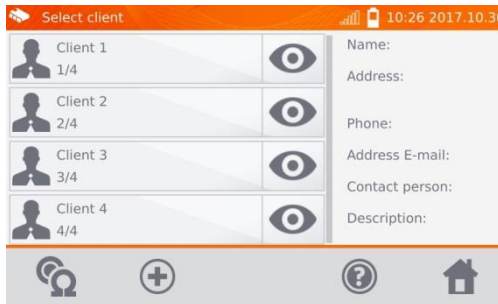 Select client
10:26 2017.10.30
Client 1
1/4
Client 2
2/4
Client 3
3/4
Client 4
4/4
Name:
Address:
Phone:
Address E-mail:
Contact person:
Description: